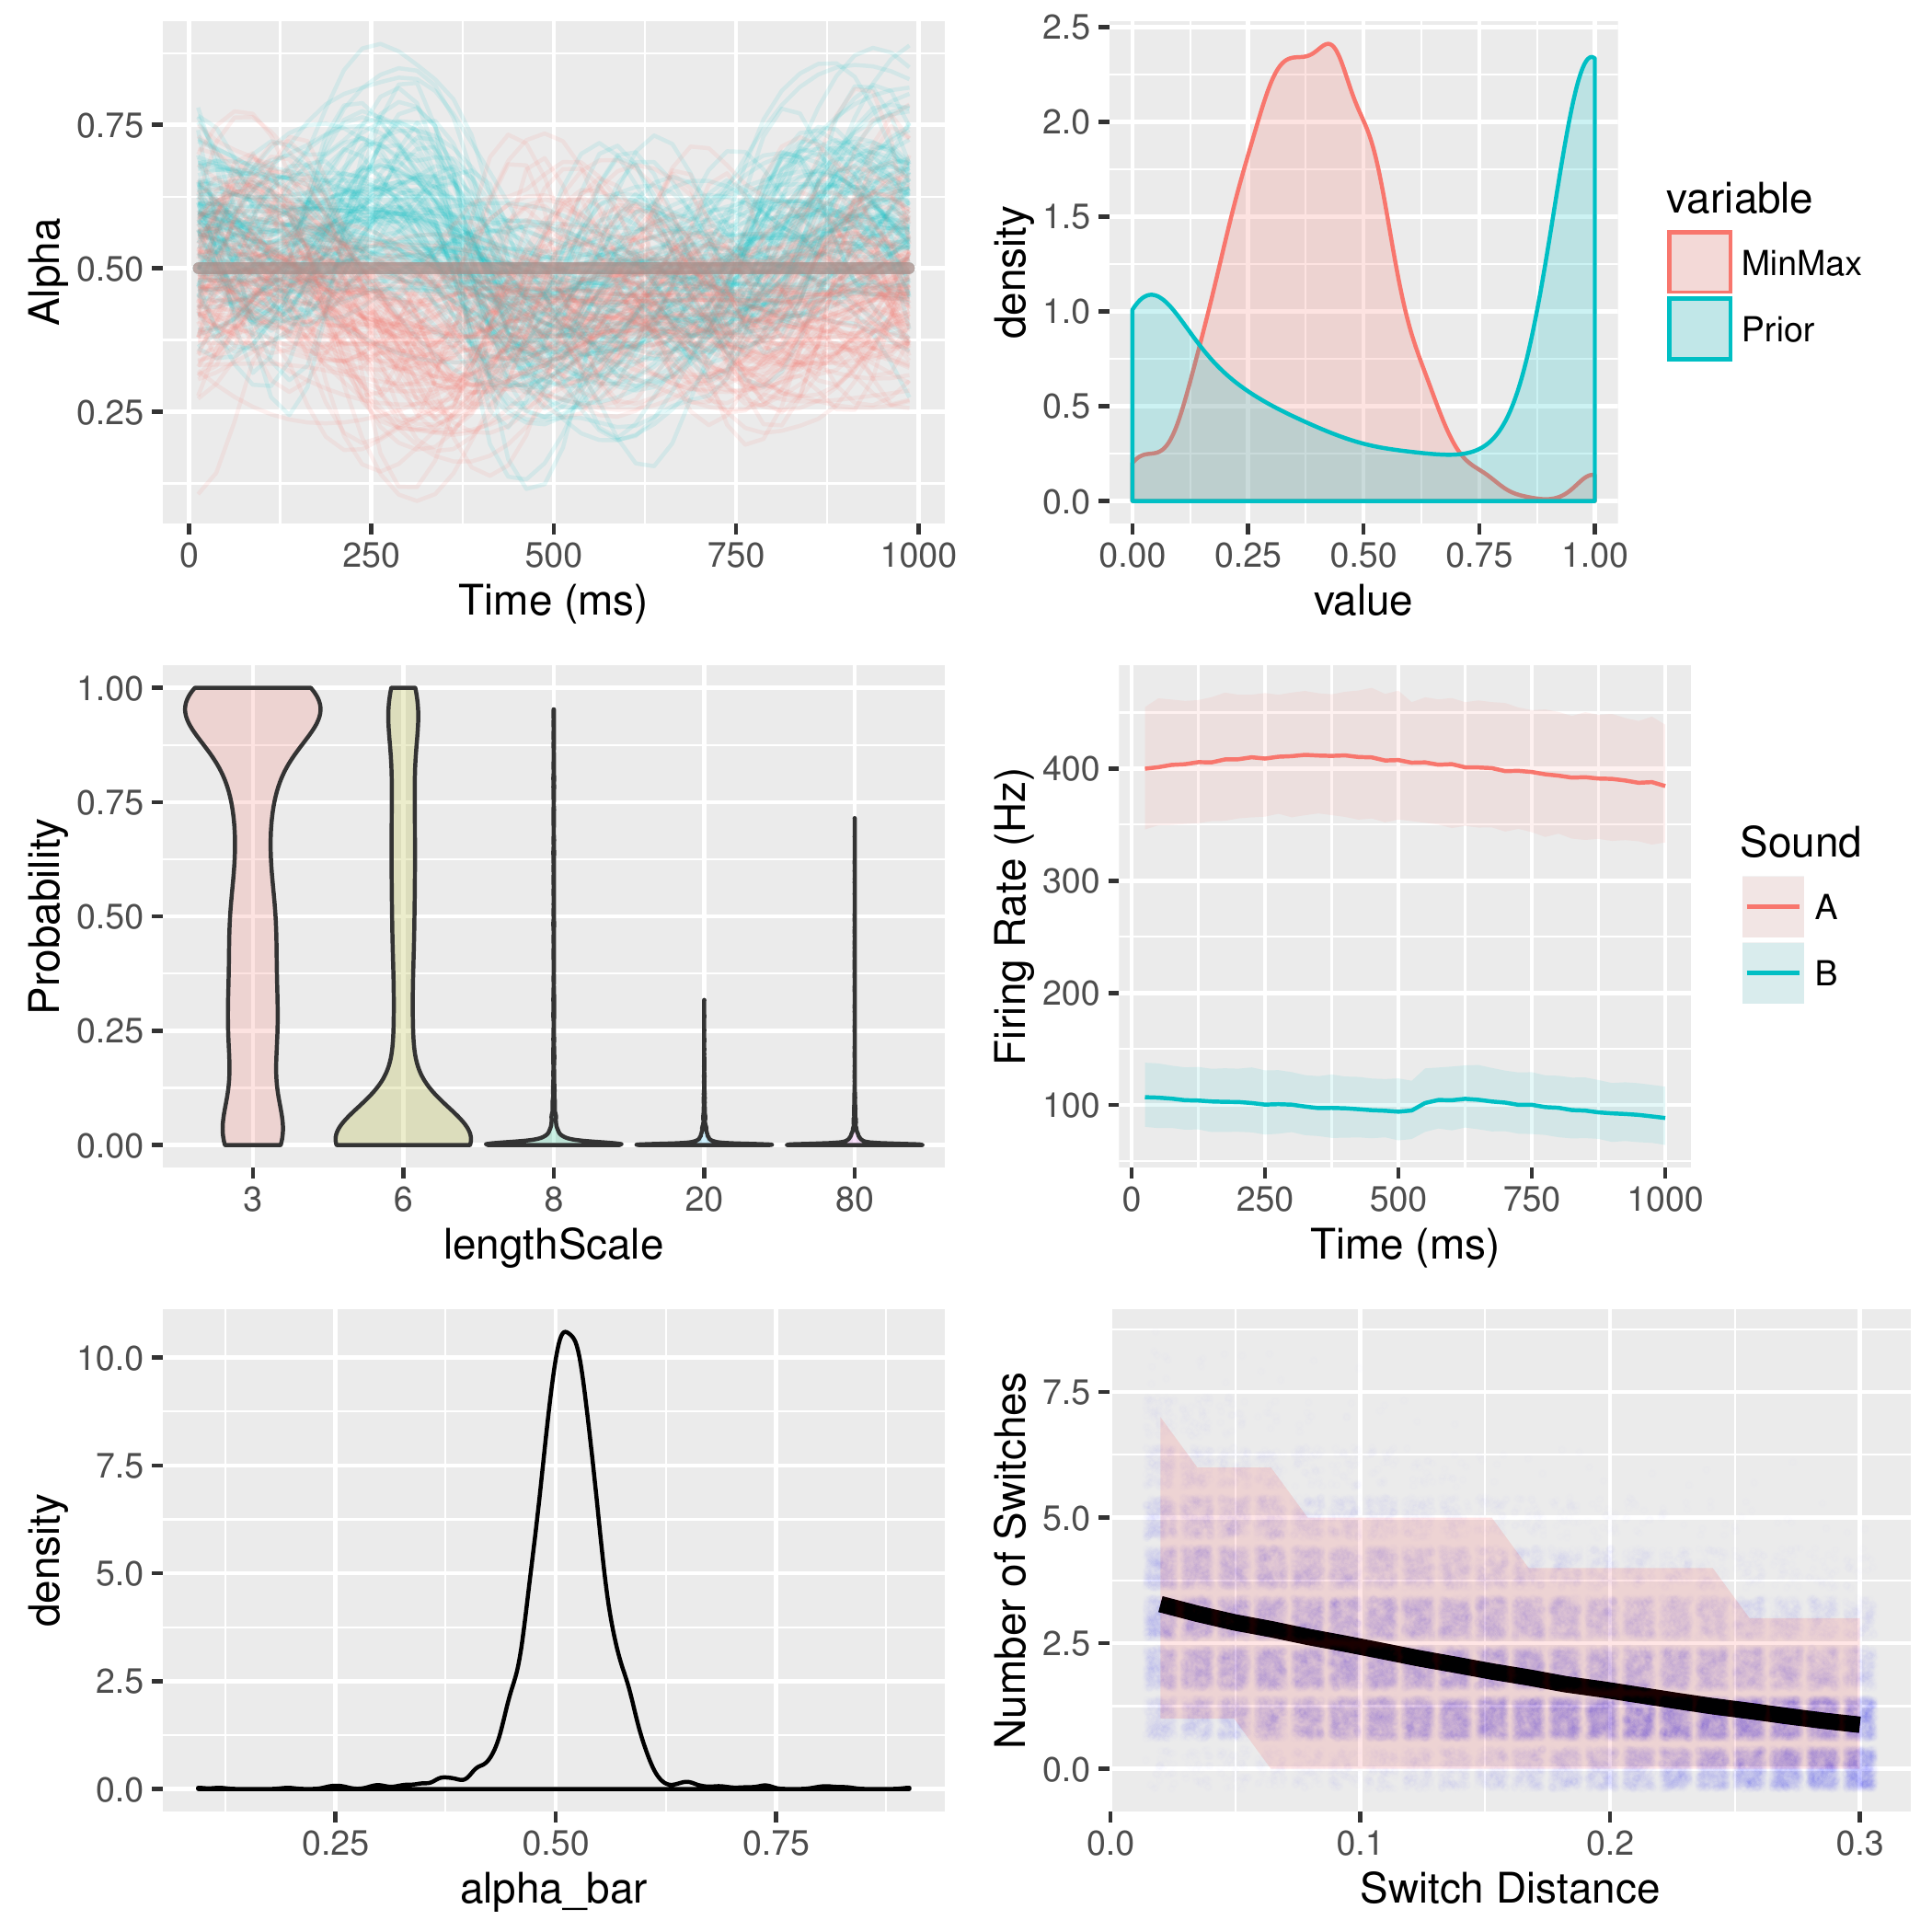 Alpha
0.75
0.50
0.25
0 250 500 750 1000
Time (ms)
density
2.5
2.0
1.5
1.0
0.5
0.0
0.00 0.25 0.50 0.75 1.00
value
variable
MinMax
Prior
Probability
1.00
0.75
0.50
0.25
0.00
3 6 8 20 80
lengthScale
Firing Rate (Hz)
400
300
200
100
0 250 500 750 1000
Time (ms)
Sound
A
B
density
10.0
7.5
5.0
2.5
0.0
0.25 0.50 0.75
alpha_bar
Number of Switches
7.5
5.0
2.5
0.0
0.0 0.1 0.2 0.3
Switch Distance